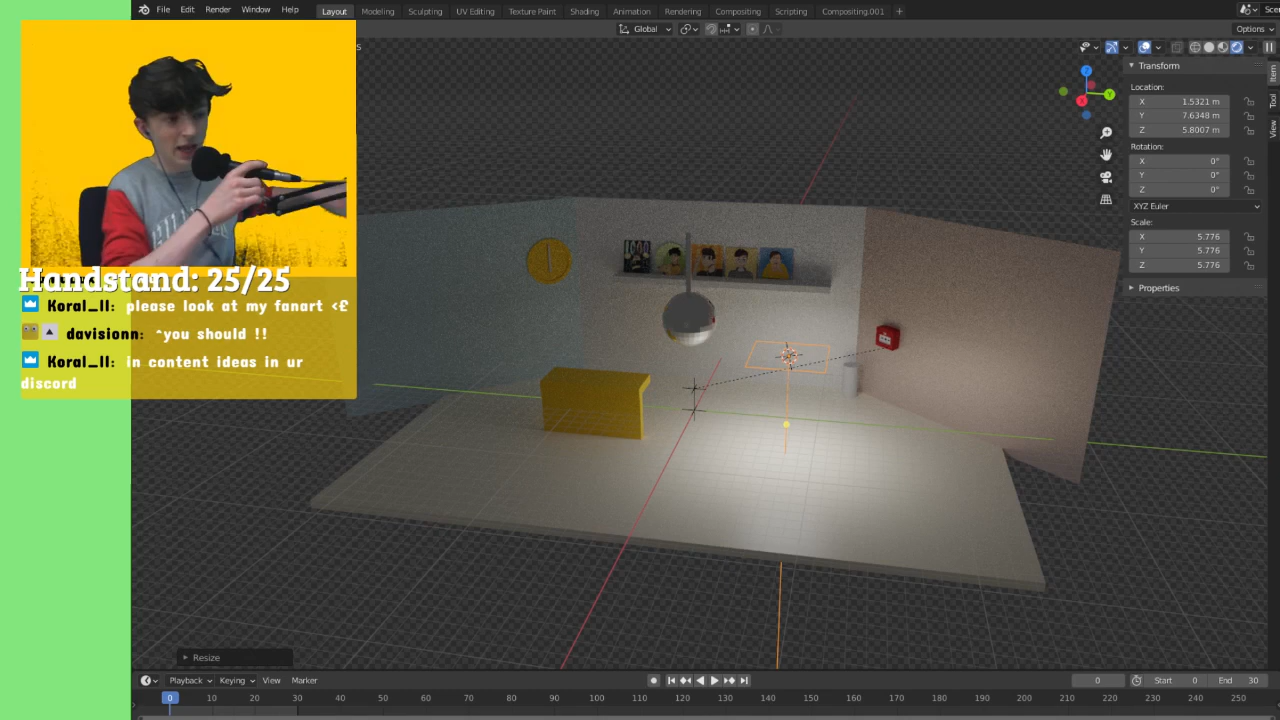 File Edit Render Window Help
Layout Modeling Sculpting UV Editing Texture Paint Shading Animation Rendering Compositing Scripting Compositing.001 +
Scen
Global
Options
s
Transform
Location:
X 1.5321 m
Y 7.6348 m
Z 5.8007 m
Rotation:
X 0°
Y 0°
Z 0°
XYZ Euler
Scale:
X 5.776
Y 5.776
Z 5.776
Properties
Item
Tool
View
Z
Y
X
Handstand: 25/25
Koral_ll: please look at my fanart <£
davisionn: ^you should !!
Koral_ll: in content ideas in ur
discord
Resize
Playback Keying View Marker
0
Start 0
End 30
0 10 20 30 40 50 60 70 80 90 100 110 120 130 140 150 160 170 180 190 200 210 220 230 240 250